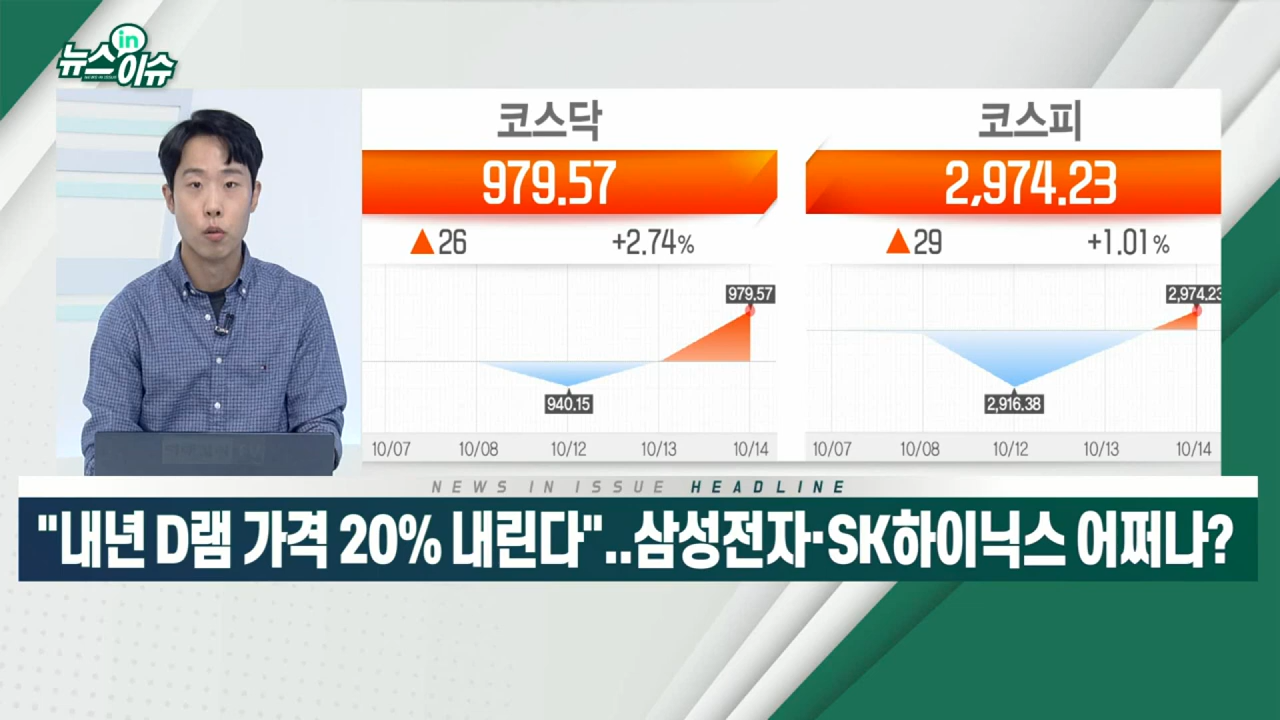 뉴스in이슈
코스닥
979.57
▲26 +2.74%
979.57
940.15
10/07 10/08 10/12 10/13 10/14
코스피
2,974.23
▲29 +1.01%
2,974.23
2,916.38
10/07 10/08 10/12 10/13 10/14
NEWS IN ISSUE HEADLINE
"내년 D램 가격 20% 내린다"..삼성전자·SK하이닉스 어쩌나?